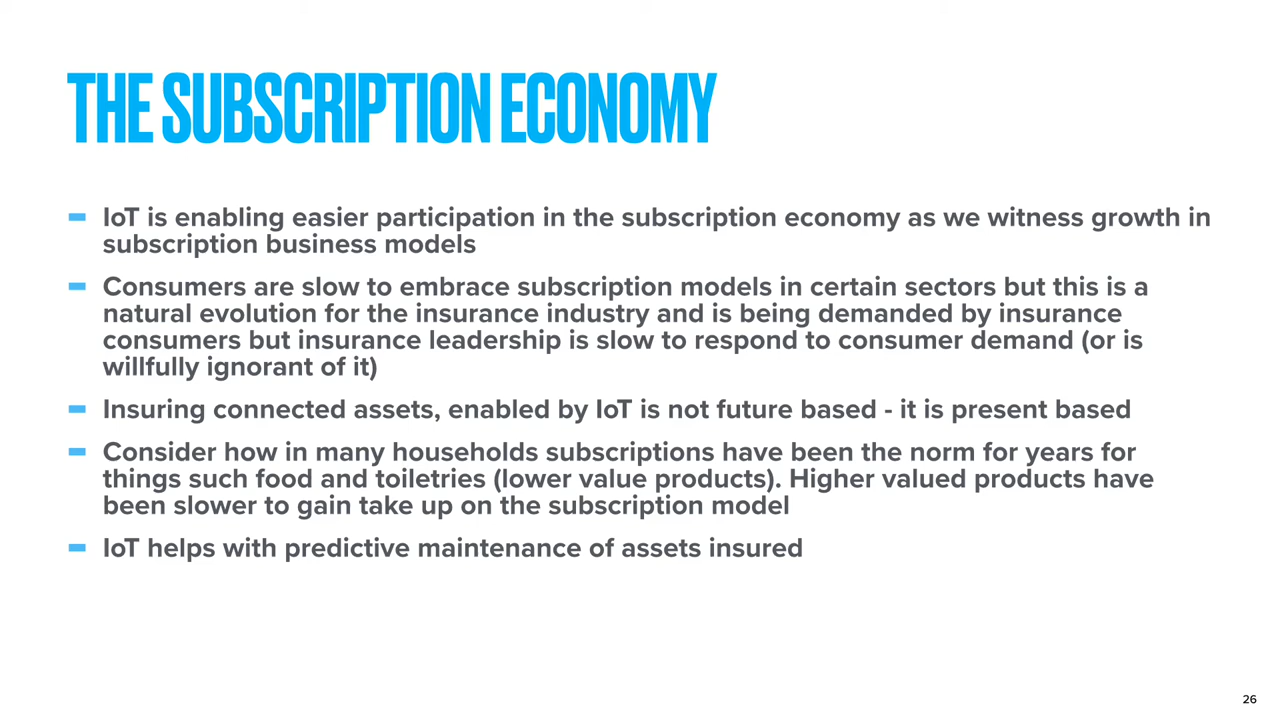 THE SUBSCRIPTION ECONOMY
- IoT is enabling easier participation in the subscription economy as we witness growth in
subscription business models
- Consumers are slow to embrace subscription models in certain sectors but this is a
natural evolution for the insurance industry and is being demanded by insurance
consumers but insurance leadership is slow to respond to consumer demand (or is
willfully ignorant of it)
- Insuring connected assets, enabled by IoT is not future based - it is present based
- Consider how in many households subscriptions have been the norm for years for
things such food and toiletries (lower value products). Higher valued products have
been slower to gain take up on the subscription model
- IoT helps with predictive maintenance of assets insured
26